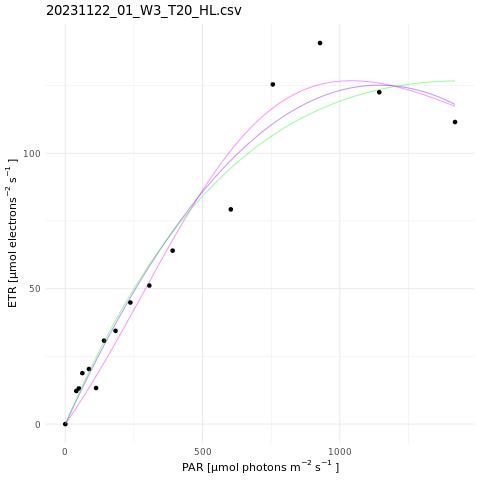 20231122_01_W3_T20_HL.csv
ETR [μmol electrons⁻² s⁻¹ ]
100
50
0
0 500 1000
PAR [μmol photons m⁻² s⁻¹ ]